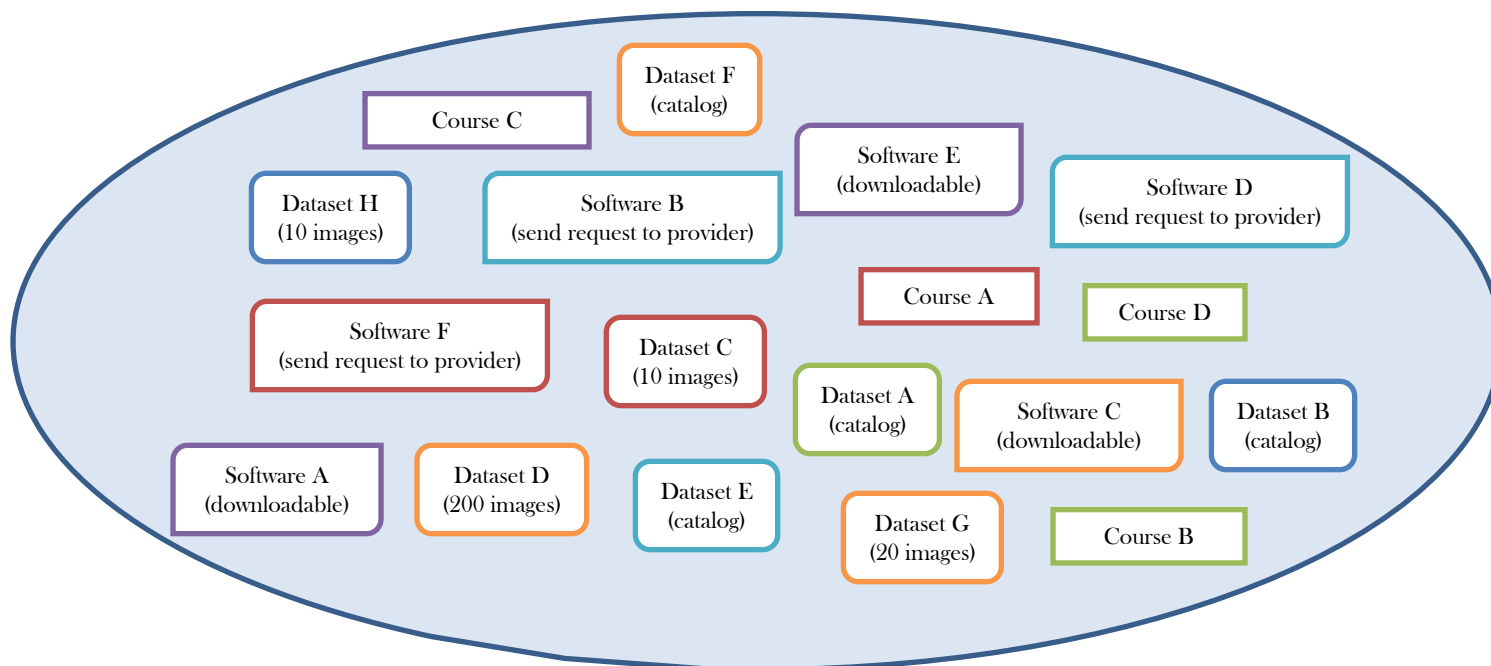 Dataset F
(catalog)
Course C
Software E
(downloadable)
Software D
(send request to provider)
Dataset H
(10 images)
Software B
(send request to provider)
Course A
Course D
Software F
(send request to provider)
Dataset C
(10 images)
Dataset A
(catalog)
Software C
(downloadable)
Dataset B
(catalog)
Software A
(downloadable)
Dataset D
(200 images)
Dataset E
(catalog)
Dataset G
(20 images)
Course B